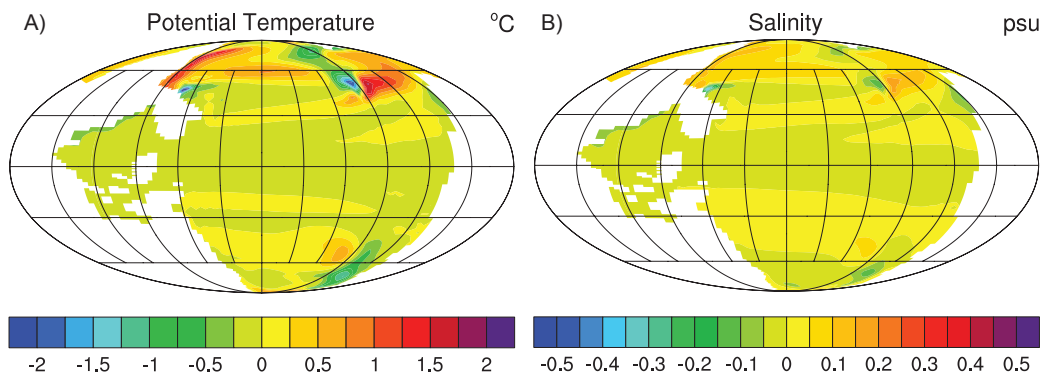 A) Potential Temperature °C
B) Salinity psu
-2 -1.5 -1 -0.5 0 0.5 1 1.5 2
-0.5 -0.4 -0.3 -0.2 -0.1 0 0.1 0.2 0.3 0.4 0.5